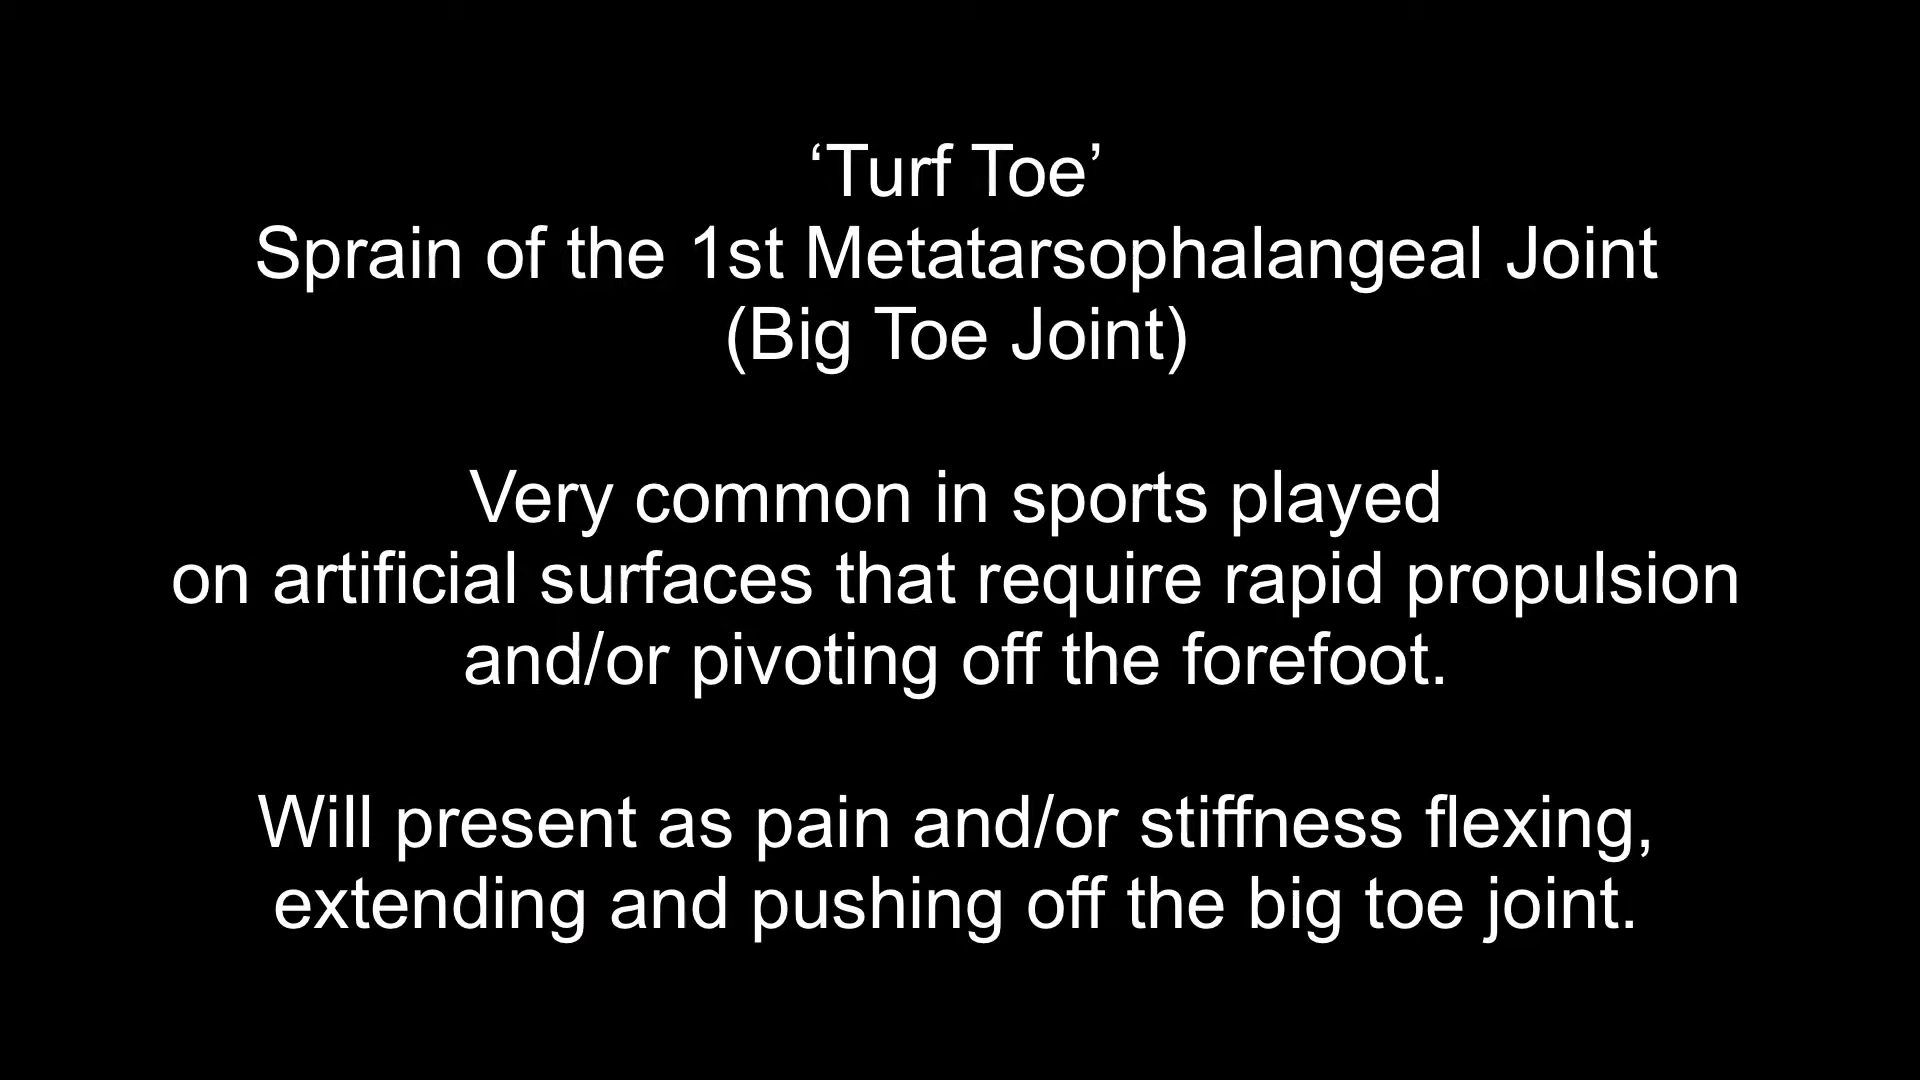 ‘Turf Toe’
Sprain of the 1st Metatarsophalangeal Joint
(Big Toe Joint)
Very common in sports played
on artificial surfaces that require rapid propulsion
and/or pivoting off the forefoot.
Will present as pain and/or stiffness flexing,
extending and pushing off the big toe joint.